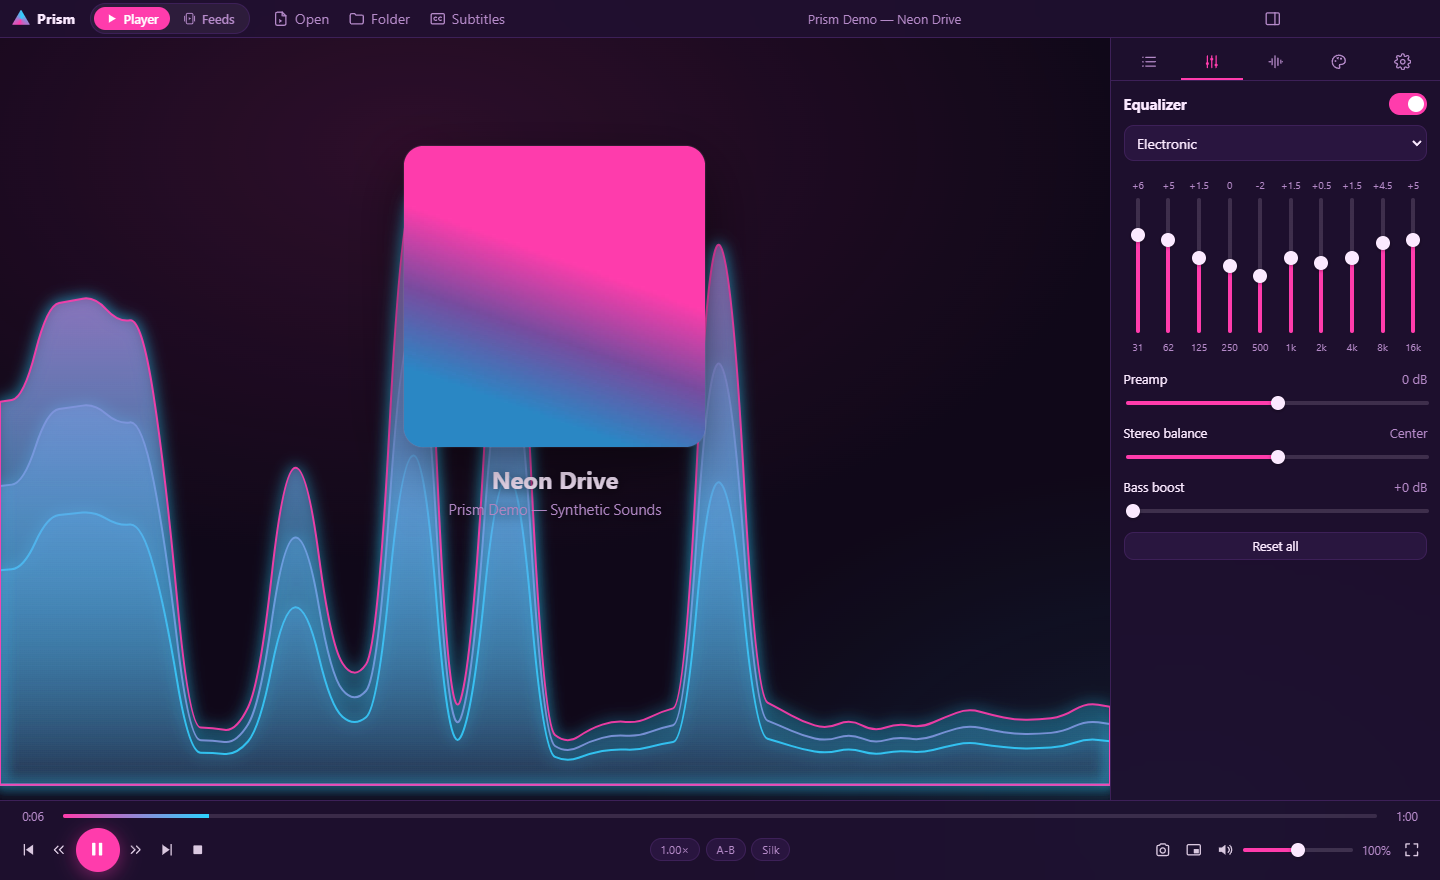 Prism
Player
Feeds
Open
Folder
Subtitles
Prism Demo — Neon Drive
Equalizer
Electronic
+6 +5 +1.5 0 -2 +1.5 +0.5 +1.5 +4.5 +5
31 62 125 250 500 1k 2k 4k 8k 16k
Preamp 0 dB
Stereo balance Center
Bass boost +0 dB
Reset all
Neon Drive
Prism Demo — Synthetic Sounds
0:06 1:00
1.00× A-B Silk
100%